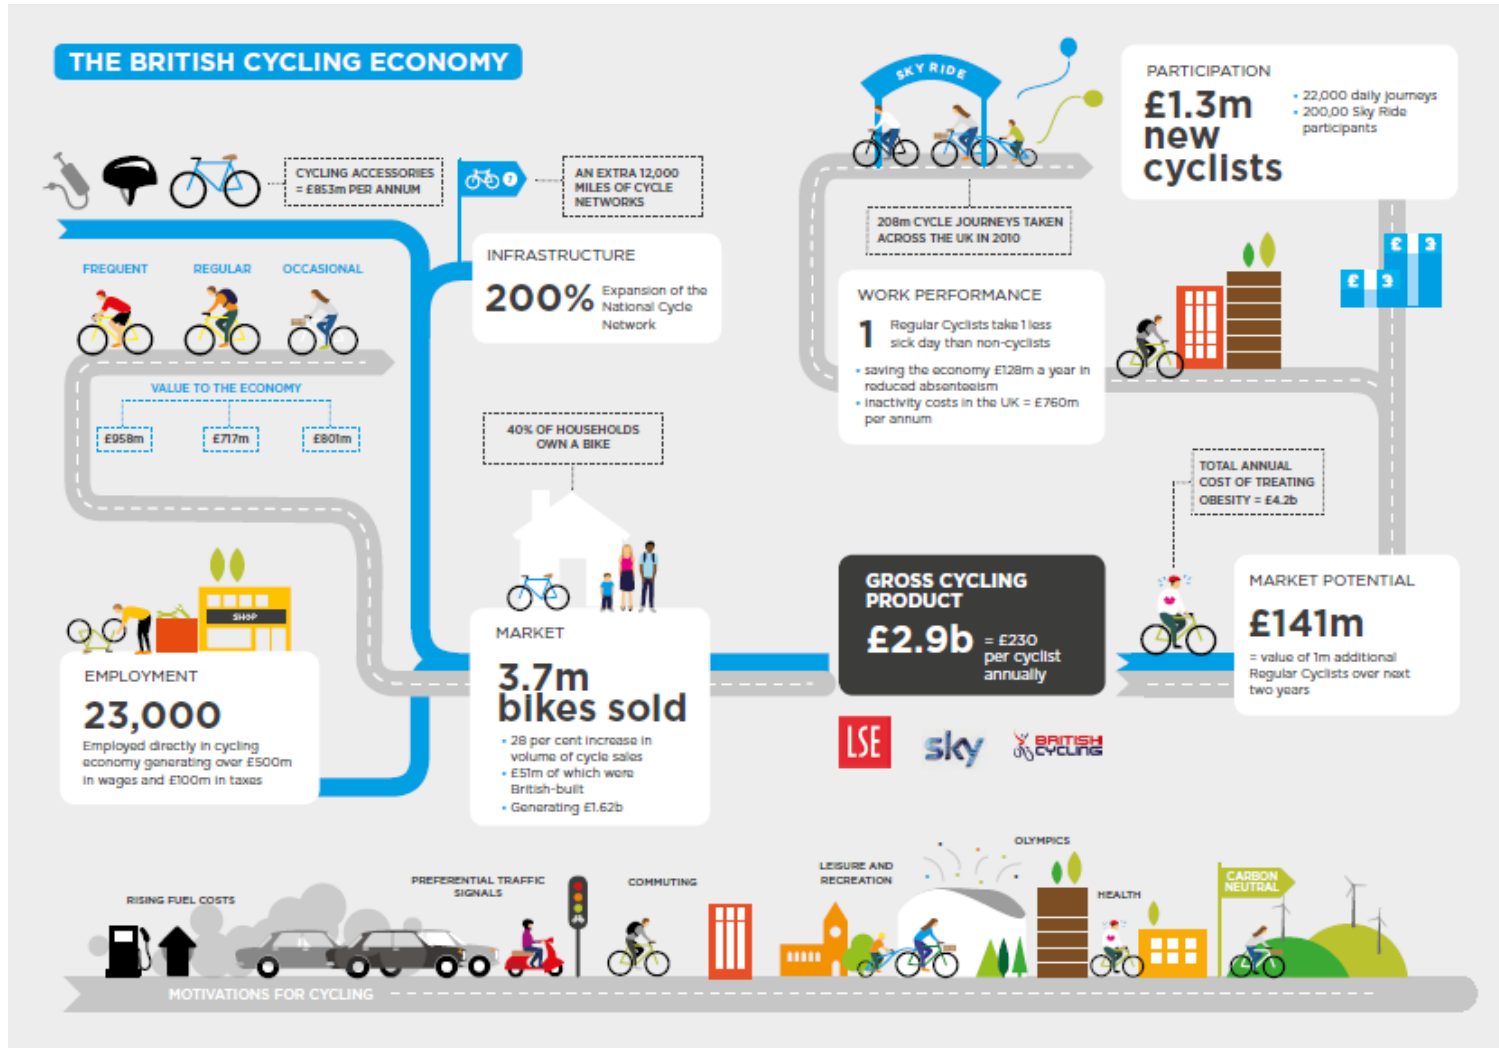 THE BRITISH CYCLING ECONOMY
CYCLING ACCESSORIES
= £853m PER ANNUM
7
AN EXTRA 12,000
MILES OF CYCLE
NETWORKS
INFRASTRUCTURE
200%
Expansion of the
National Cycle
Network
FREQUENT
REGULAR
OCCASIONAL
VALUE TO THE ECONOMY
£958m
£717m
£801m
40% OF HOUSEHOLDS
OWN A BIKE
SHOP
EMPLOYMENT
23,000
Employed directly in cycling
economy generating over £500m
in wages and £100m in taxes
MARKET
3.7m
bikes sold
• 28 per cent increase in
volume of cycle sales
• £51m of which were
British-built
• Generating £1.62b
SKY RIDE
208m CYCLE JOURNEYS TAKEN
ACROSS THE UK IN 2010
PARTICIPATION
£1.3m
new
cyclists
• 22,000 daily journeys
• 200,00 Sky Ride
participants
£ 3
£ 3
WORK PERFORMANCE
1
Regular Cyclists take 1 less
sick day than non-cyclists
• saving the economy £128m a year in
reduced absenteeism
• inactivity costs in the UK = £760m
per annum
TOTAL ANNUAL
COST OF TREATING
OBESITY = £4.2b
GROSS CYCLING
PRODUCT
£2.9b
= £230
per cyclist
annually
MARKET POTENTIAL
£141m
= value of 1m additional
Regular Cyclists over next
two years
LSE
sky
BRITISH
CYCLING
RISING FUEL COSTS
PREFERENTIAL TRAFFIC
SIGNALS
COMMUTING
LEISURE AND
RECREATION
OLYMPICS
HEALTH
CARBON
NEUTRAL
MOTIVATIONS FOR CYCLING